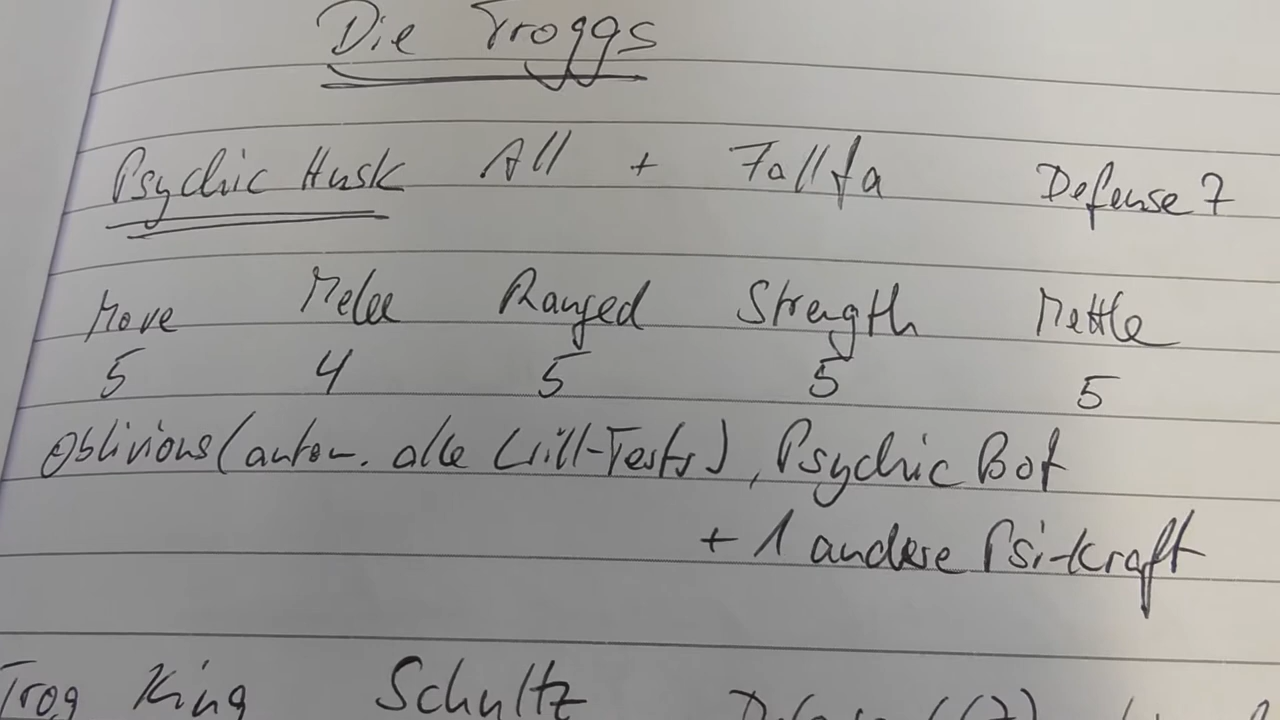 Die Troggs
Psychic Husk All + Fallfa Defense 7
Move Melee Ranged Strength Mettle
5 4 5 5 5
Oblivious (autom. alle Will-Tests), Psychic Bot
+ 1 andere Psi-Kraft
Trog King Schultz